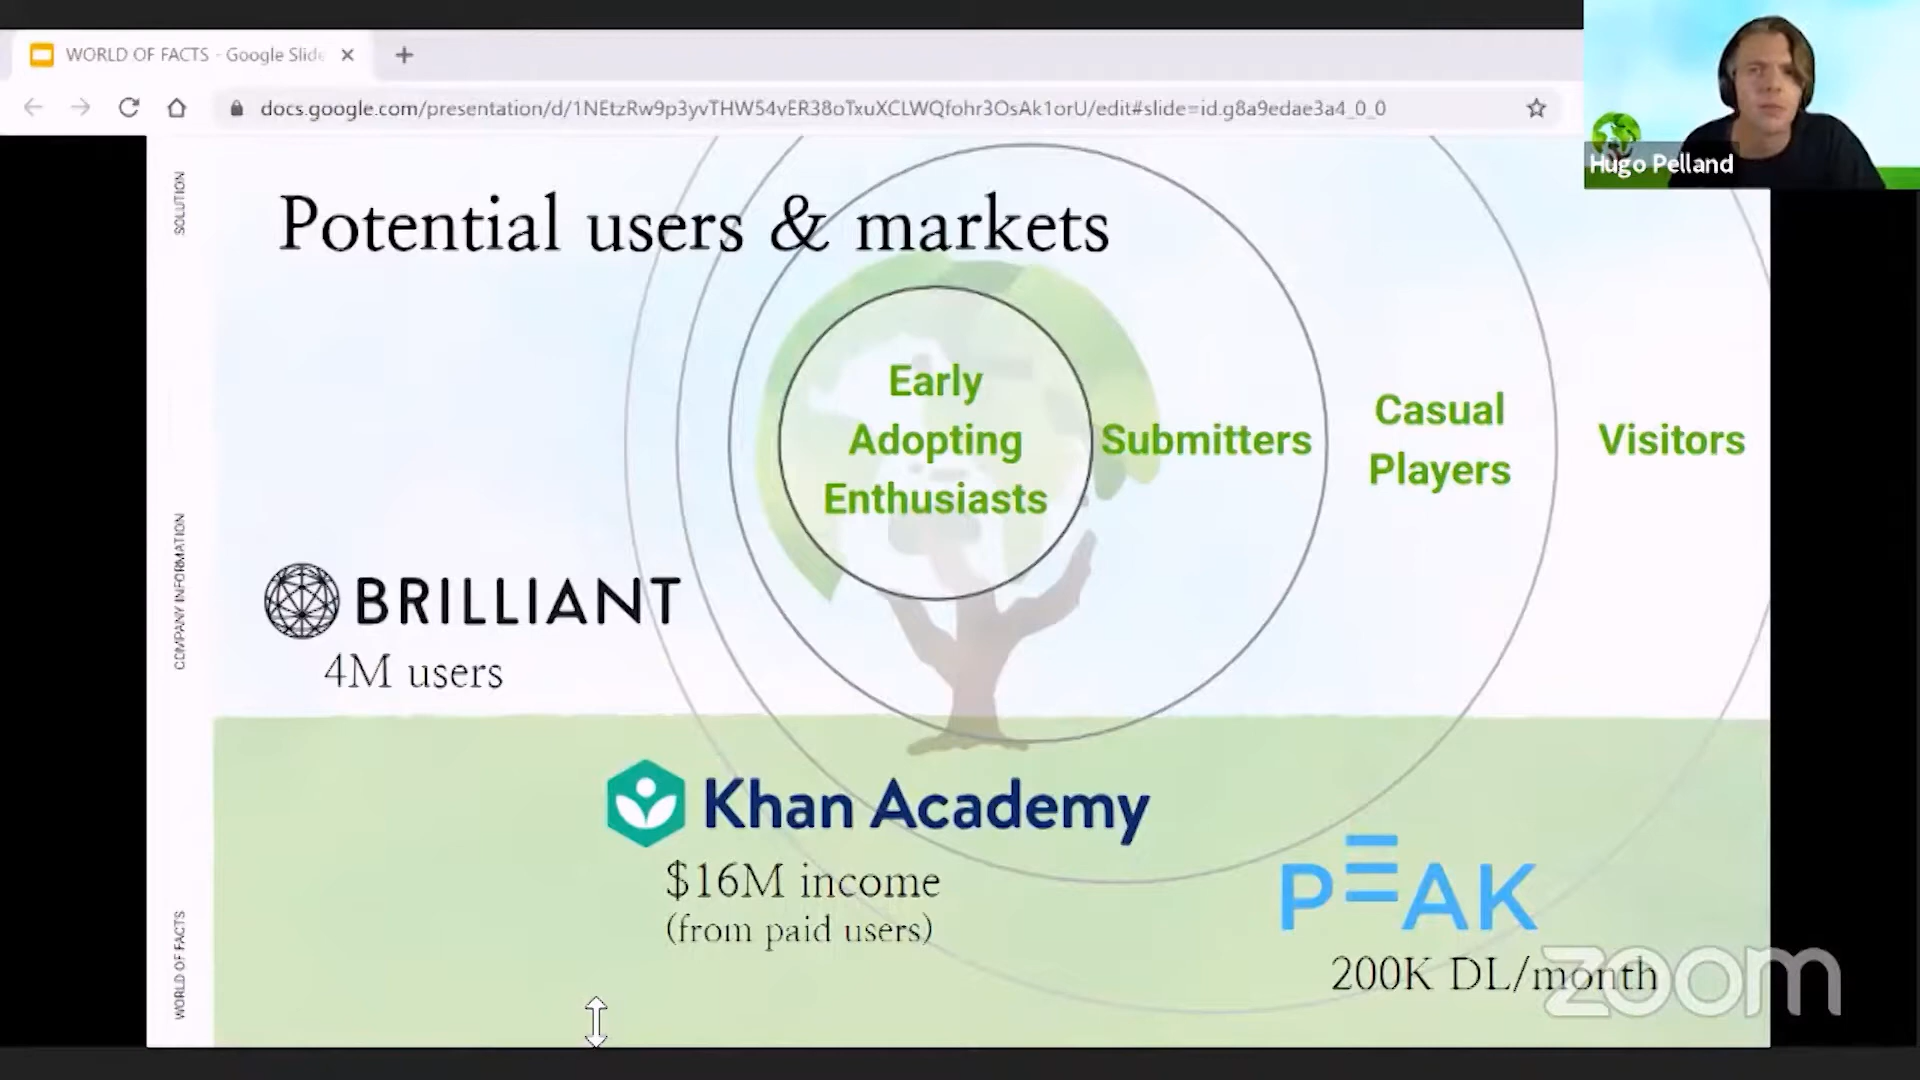 WORLD OF FACTS - Google Slide
docs.google.com/presentation/d/1NEtzRw9p3yvTHW54vER38oTxuXCLWQfohr3OsAk1orU/edit#slide=id.g8a9edae3a4_0_0
Hugo Pelland
SOLUTION
COMPANY INFORMATION
WORLD OF FACTS
Potential users & markets
Early
Adopting
Enthusiasts
Submitters
Casual
Players
Visitors
BRILLIANT
4M users
Khan Academy
$16M income
(from paid users)
PEAK
200K DL/month
zoom